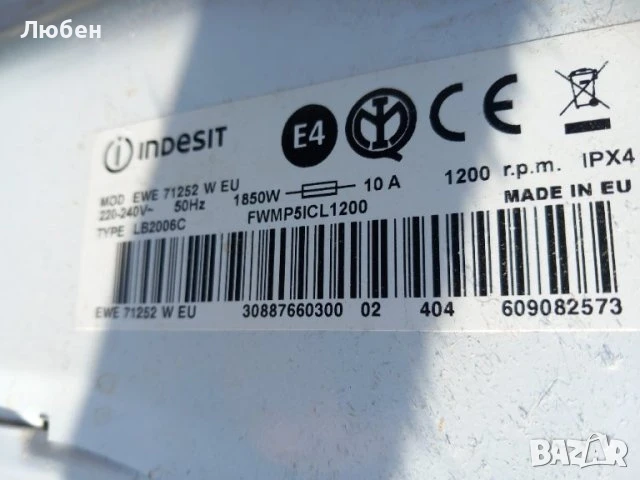 Любен
INDESIT
E4
IMQ
CE
MOD EWE 71252 W EU
220-240V~ 50Hz
1850W 10 A
1200 r.p.m. IPX4
TYPE LB2006C
FWMP5ICL1200
MADE IN EU
EWE 71252 W EU 30887660300 02 404 609082573
BAZAR